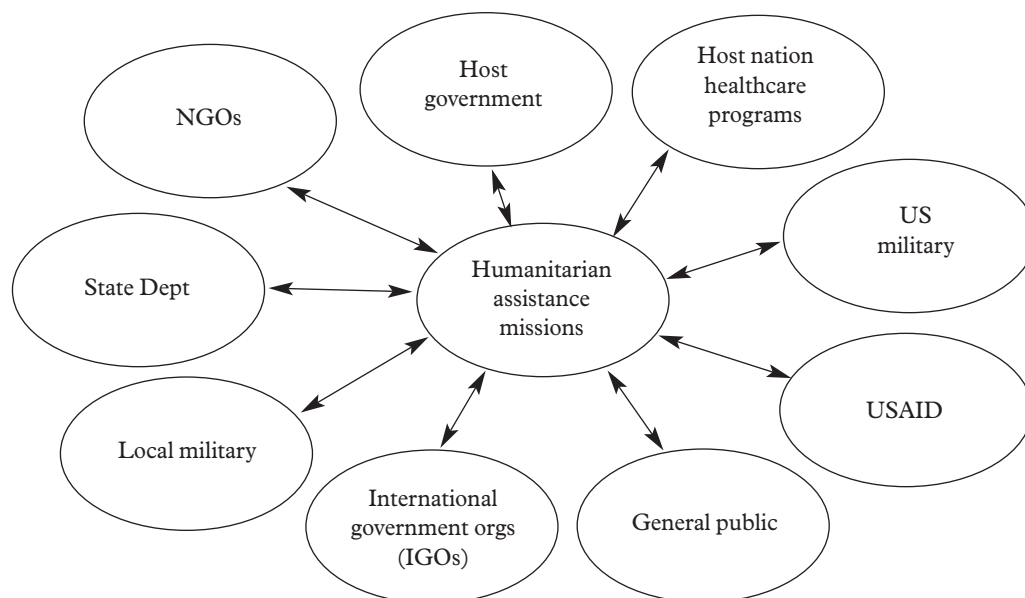 NGOs
Host
government
Host nation
healthcare
programs
US
military
State Dept
Humanitarian
assistance
missions
Local military
USAID
International
government orgs
(IGOs)
General public